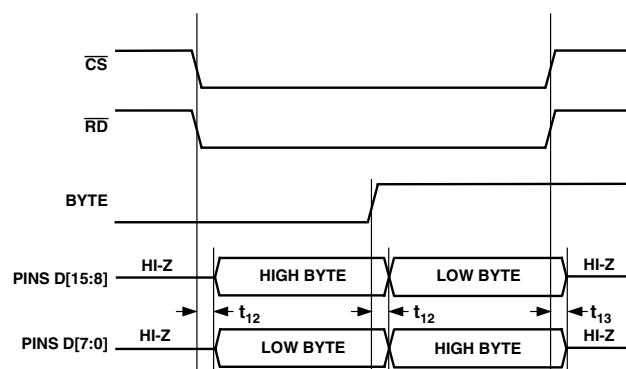 CS
RD
BYTE
PINS D[15:8] HI-Z HIGH BYTE LOW BYTE HI-Z
t12 t12 t13
PINS D[7:0] HI-Z LOW BYTE HIGH BYTE HI-Z